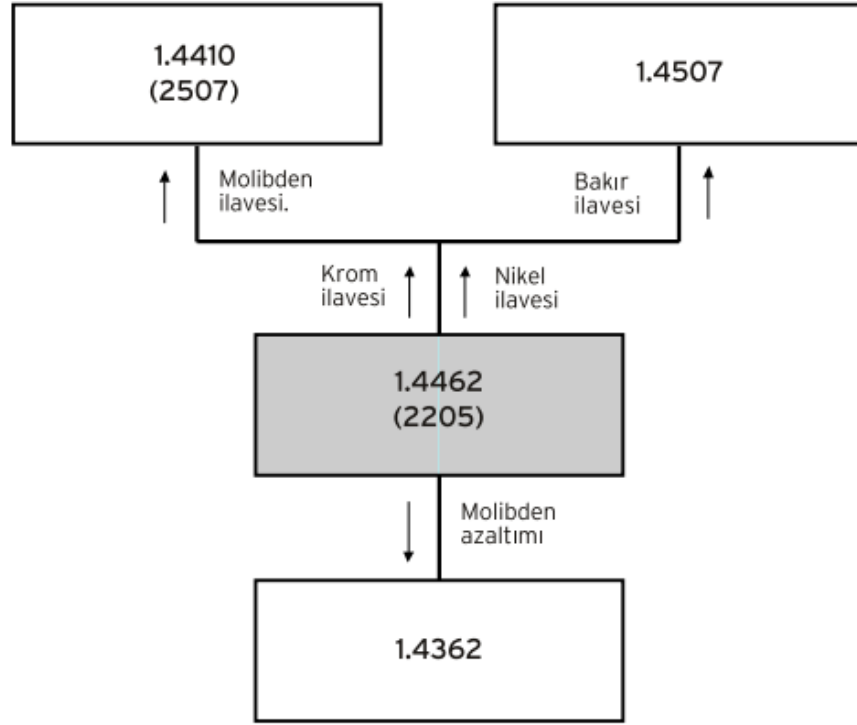 1.4410
(2507)
1.4507
Molibden
ilavesi.
Bakır
ilavesi
Krom
ilavesi
Nikel
ilavesi
1.4462
(2205)
Molibden
azaltımı
1.4362